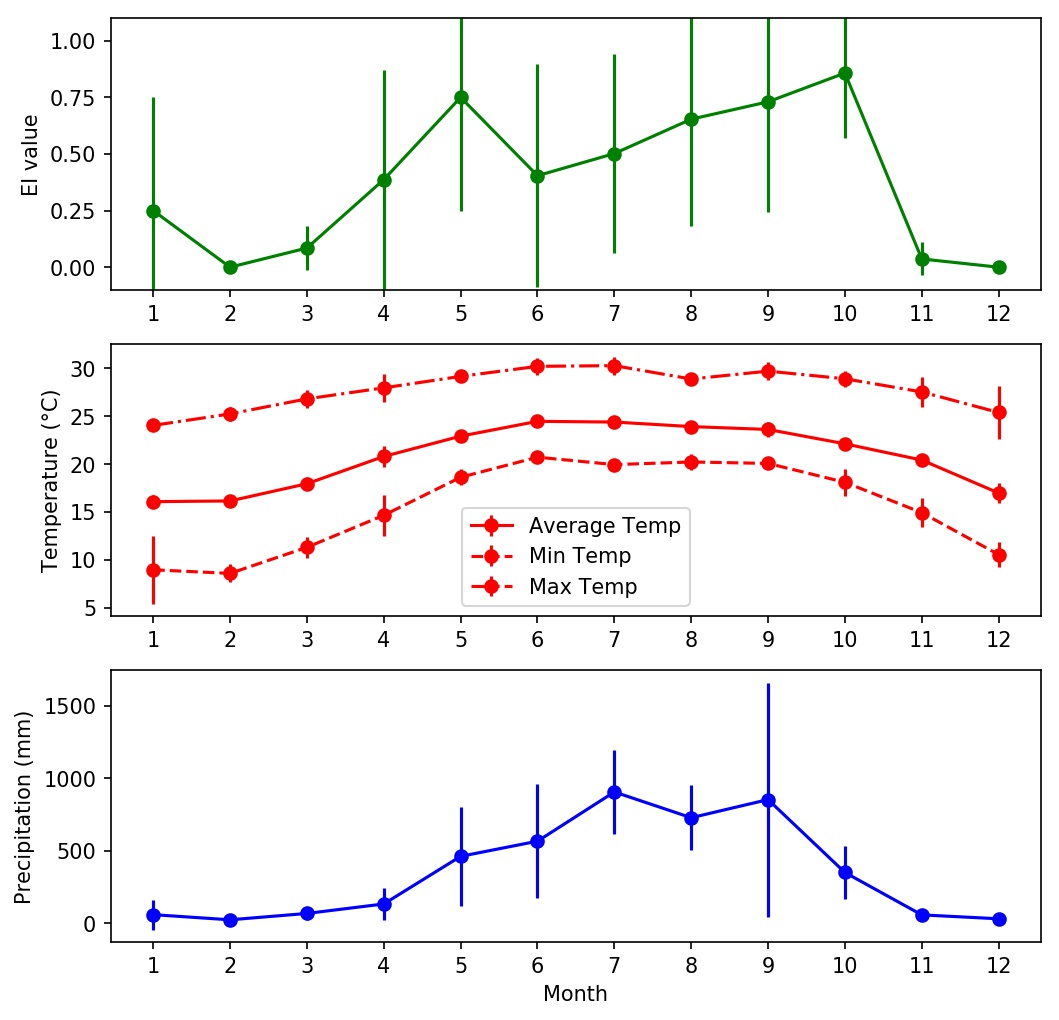 EI value
1.00
0.75
0.50
0.25
0.00
1 2 3 4 5 6 7 8 9 10 11 12
Temperature (°C)
30
25
20
15
10
5
Average Temp
Min Temp
Max Temp
1 2 3 4 5 6 7 8 9 10 11 12
Precipitation (mm)
1500
1000
500
0
1 2 3 4 5 6 7 8 9 10 11 12
Month